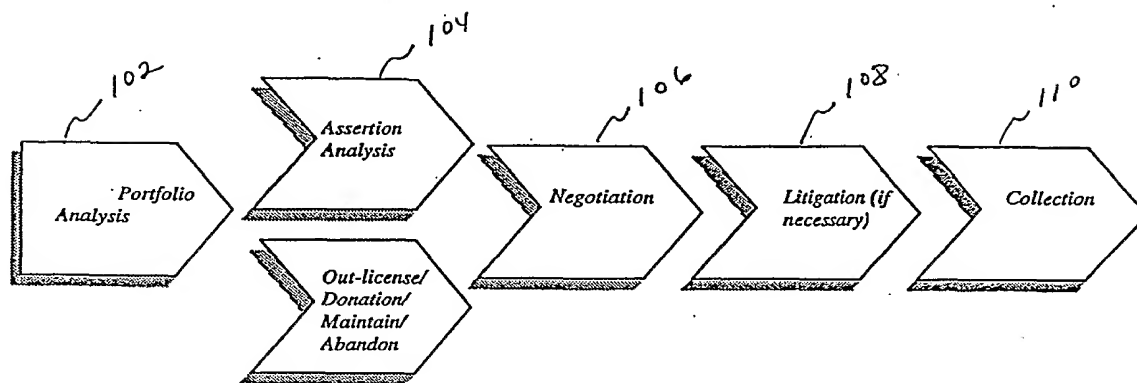 102
Portfolio
Analysis
104
Assertion
Analysis
Out-license/
Donation/
Maintain/
Abandon
106
Negotiation
108
Litigation (if
necessary)
110
Collection